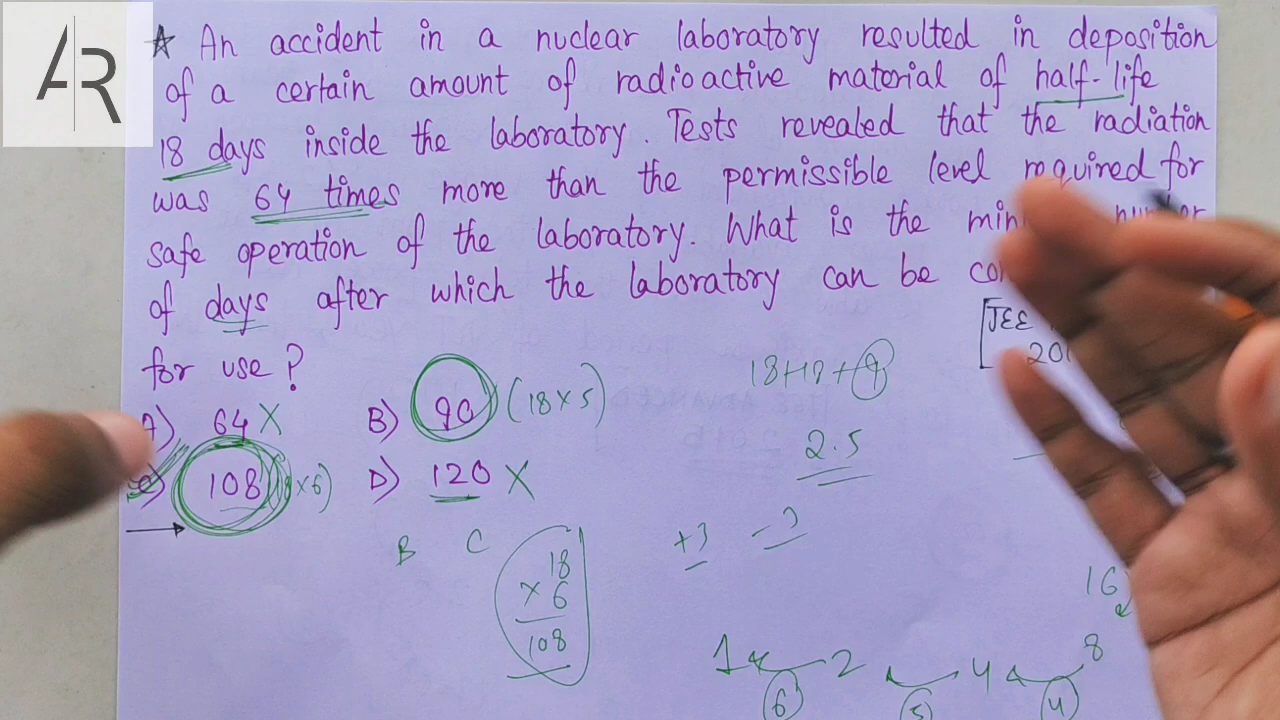 AR
☆ An accident in a nuclear laboratory resulted in deposition
of a certain amount of radioactive material of half-life
18 days inside the laboratory. Tests revealed that the radiation
was 64 times more than the permissible level required for
safe operation of the laboratory. What is the
of days after which the laboratory can be
for use?
[JEE
A) 64 X B) 90 (18×5)
108 ×6) D) 120 X
18+18+9
2.5
B C
+3 -3
18
× 6
108
16
1 2 4 8
6 5 4